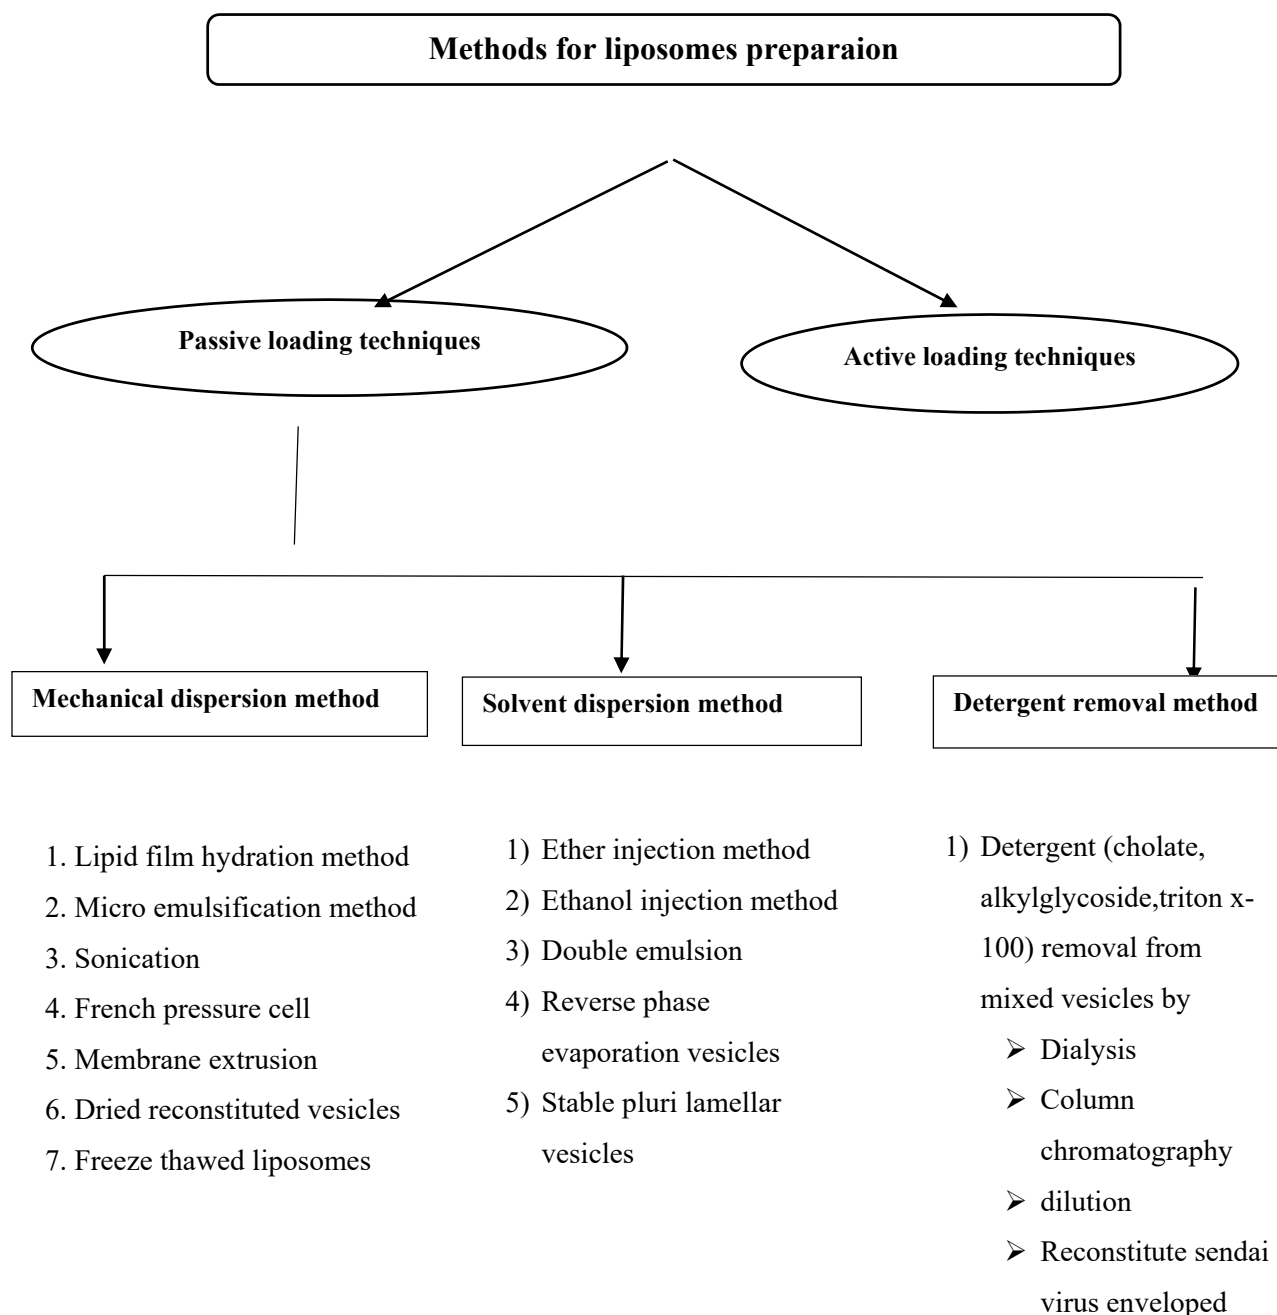 Methods for liposomes preparaion
Passive loading techniques
Active loading techniques
Mechanical dispersion method
Solvent dispersion method
Detergent removal method
1. Lipid film hydration method
2. Micro emulsification method
3. Sonication
4. French pressure cell
5. Membrane extrusion
6. Dried reconstituted vesicles
7. Freeze thawed liposomes
1) Ether injection method
2) Ethanol injection method
3) Double emulsion
4) Reverse phase
evaporation vesicles
5) Stable pluri lamellar
vesicles
1) Detergent (cholate,
alkylglycoside,triton x-
100) removal from
mixed vesicles by
➢ Dialysis
➢ Column
chromatography
➢ dilution
➢ Reconstitute sendai
virus enveloped